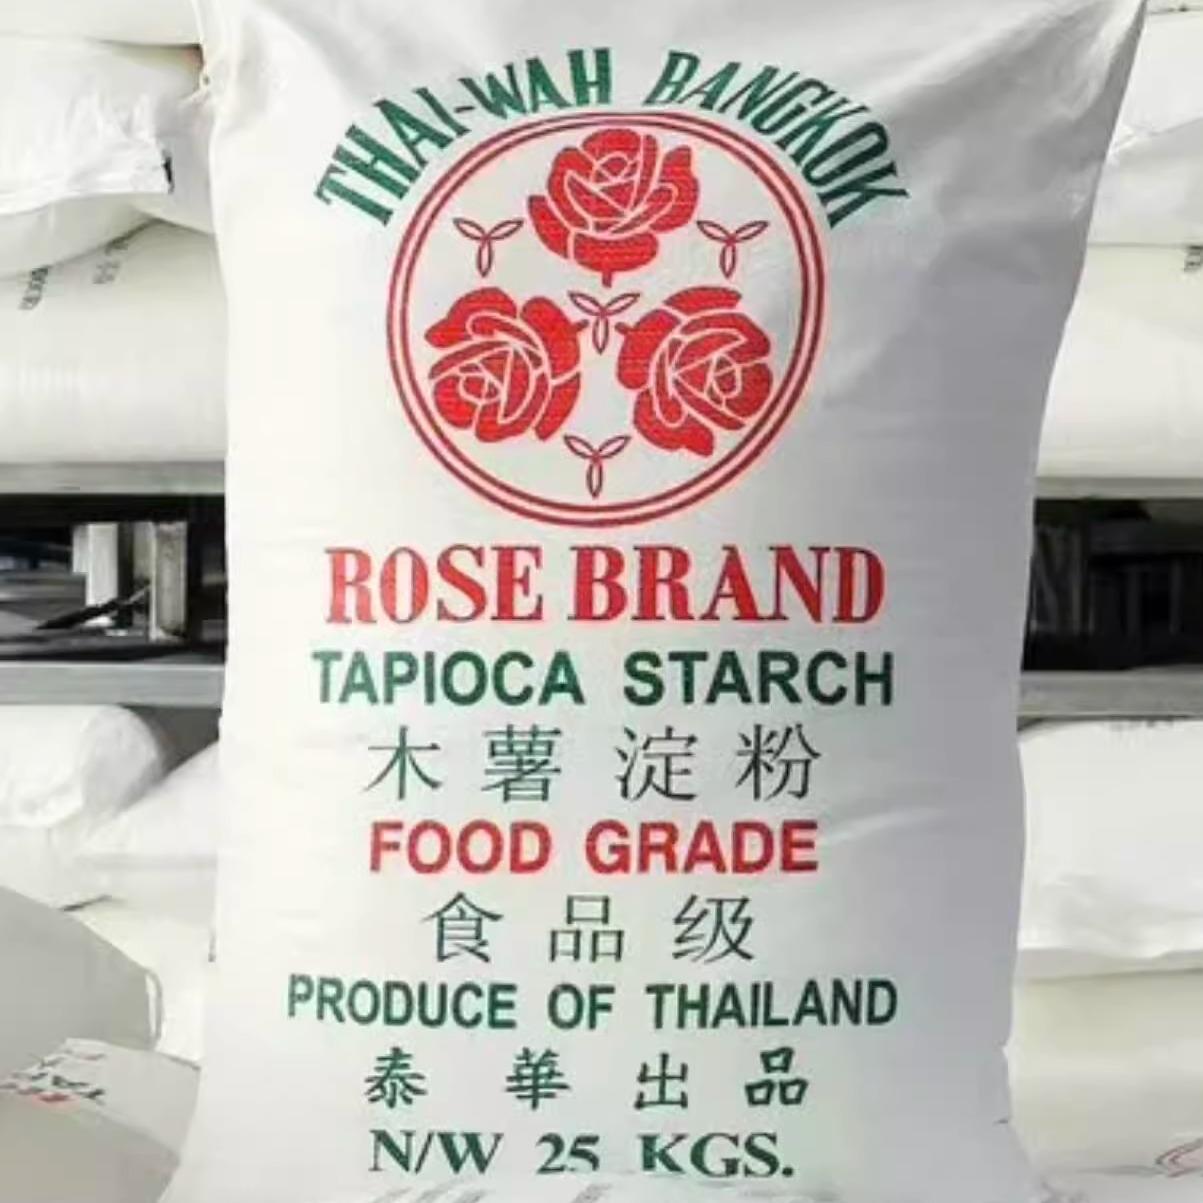 THAI-WAH BANGKOK
ROSE BRAND
TAPIOCA STARCH
木薯淀粉
FOOD GRADE
食品级
PRODUCE OF THAILAND
泰華出品
N/W 25 KGS.